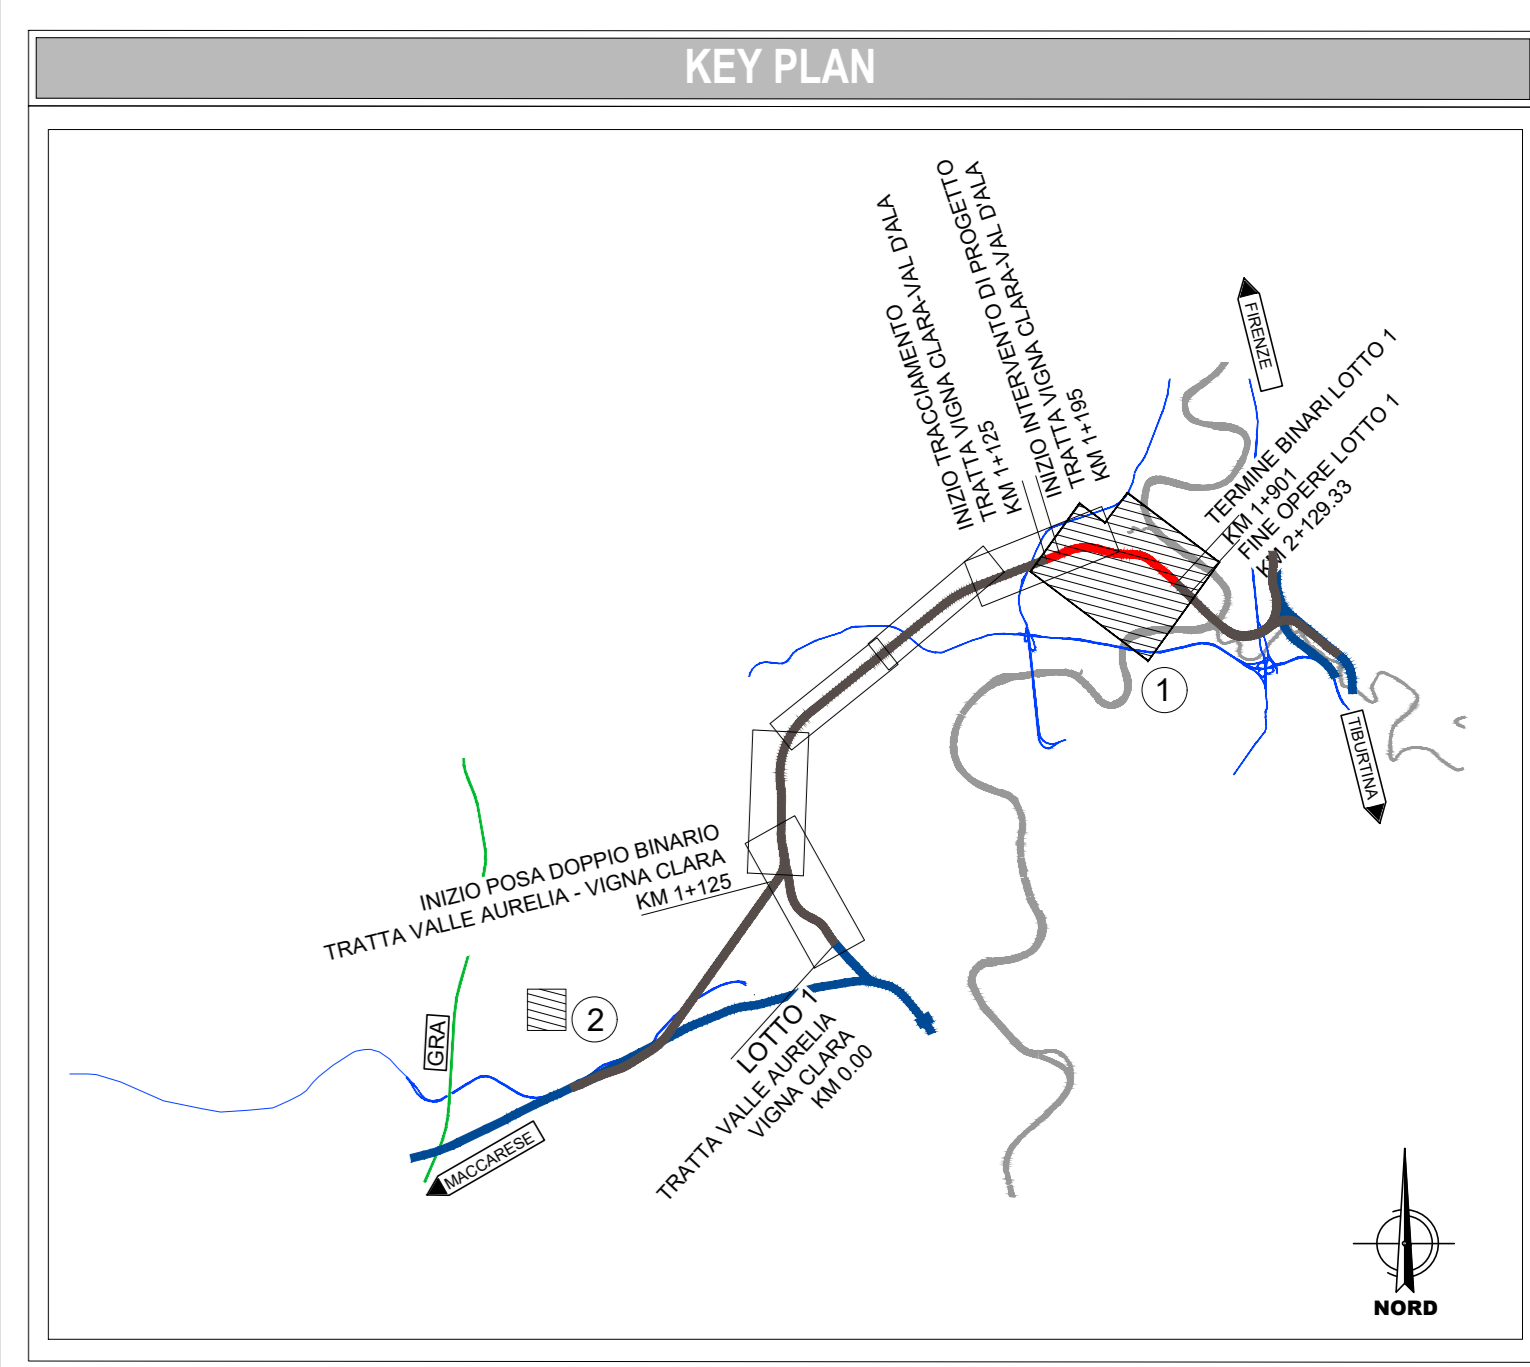 KEY PLAN
INIZIO TRACCIAMENTO
TRATTA VIGNA CLARA-VAL D'ALA
KM 1+125
INIZIO INTERVENTO DI PROGETTO
TRATTA VIGNA CLARA-VAL D'ALA
KM 1+195
FIRENZE
TERMINE BINARI LOTTO 1
KM 1+901
FINE OPERE LOTTO 1
KM 2+129.33
1
TIBURTINA
INIZIO POSA DOPPIO BINARIO
TRATTA VALLE AURELIA - VIGNA CLARA
KM 1+125
2
GRA
LOTTO 1
TRATTA VALLE AURELIA
VIGNA CLARA
KM 0.00
MACCARESE
NORD